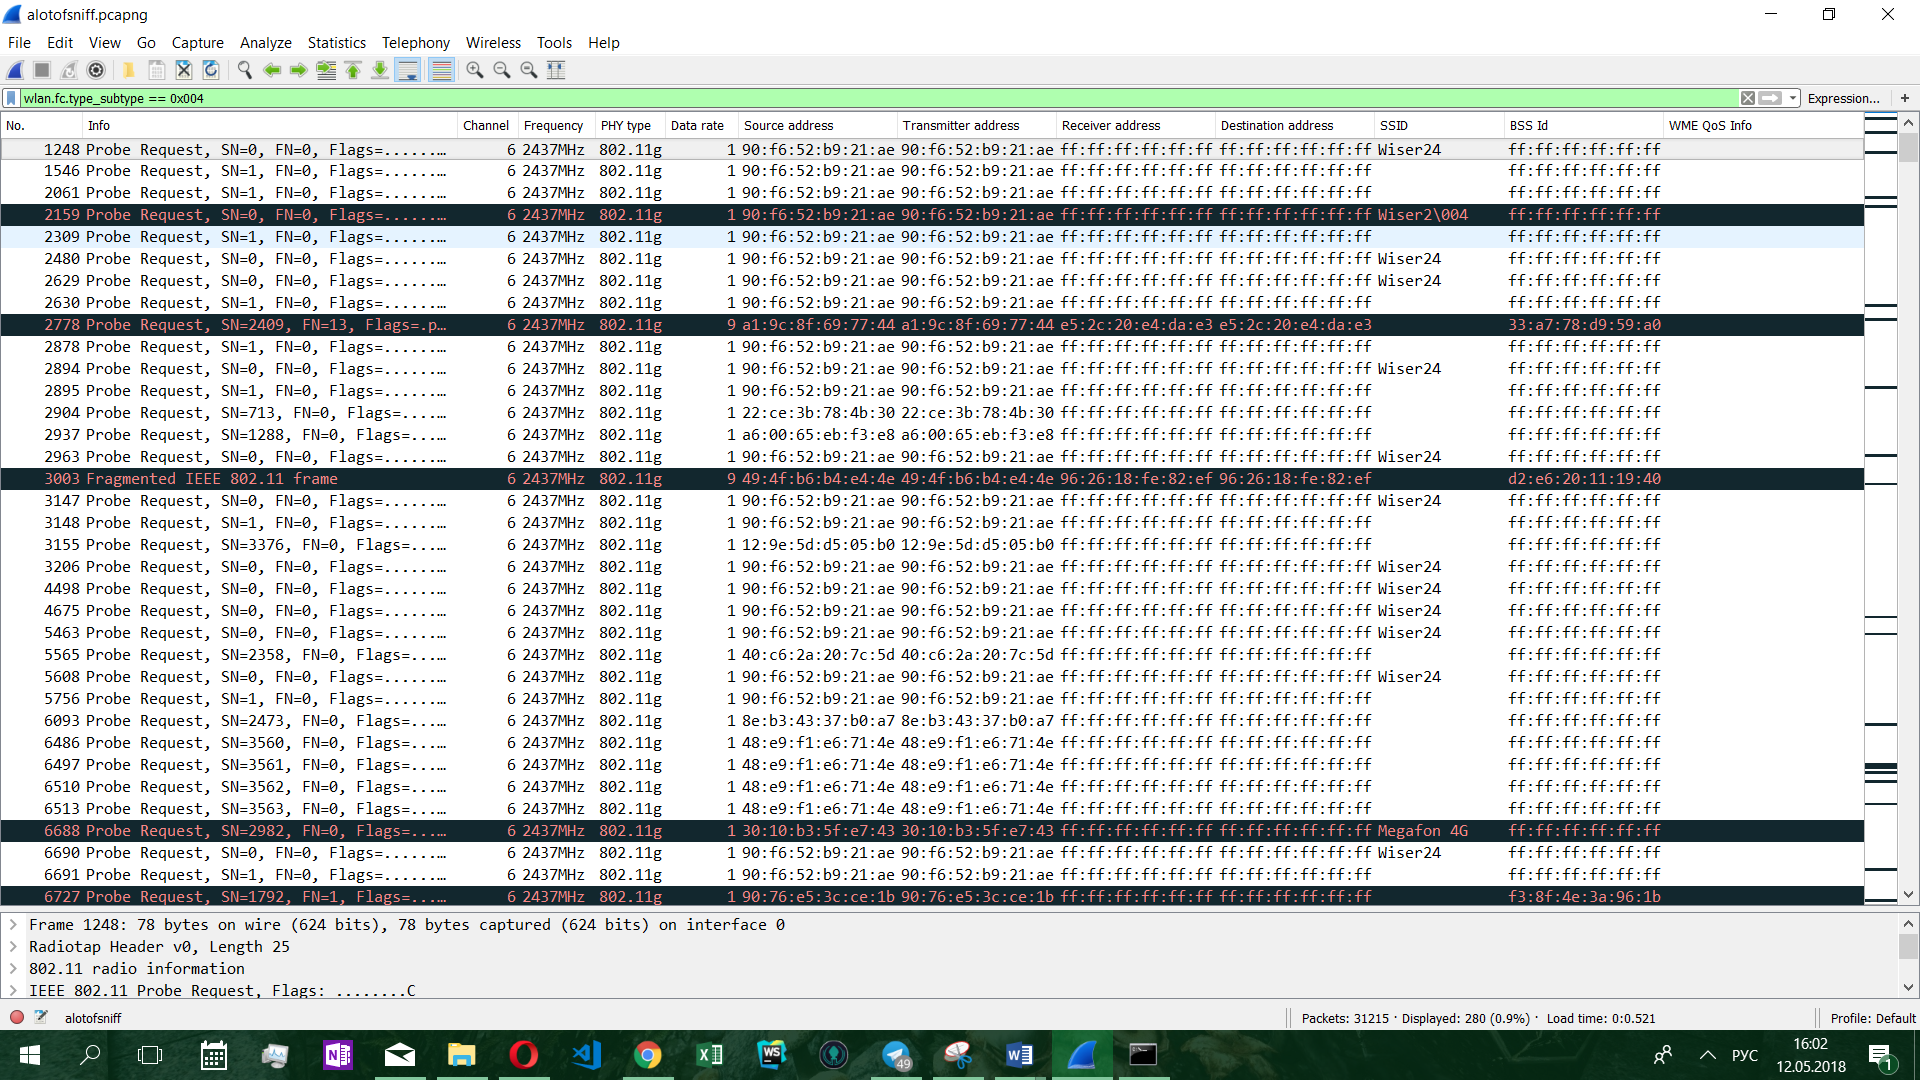 alotofsniff.pcapng
File Edit View Go Capture Analyze Statistics Telephony Wireless Tools Help
wlan.fc.type_subtype == 0x004 Expression... +
No. Info Channel Frequency PHY type Data rate Source address Transmitter address Receiver address Destination address SSID BSS Id WME QoS Info
1248 Probe Request, SN=0, FN=0, Flags=.......… 6 2437MHz 802.11g 1 90:f6:52:b9:21:ae 90:f6:52:b9:21:ae ff:ff:ff:ff:ff:ff ff:ff:ff:ff:ff:ff Wiser24 ff:ff:ff:ff:ff:ff
1546 Probe Request, SN=1, FN=0, Flags=.......… 6 2437MHz 802.11g 1 90:f6:52:b9:21:ae 90:f6:52:b9:21:ae ff:ff:ff:ff:ff:ff ff:ff:ff:ff:ff:ff ff:ff:ff:ff:ff:ff
2061 Probe Request, SN=1, FN=0, Flags=.......… 6 2437MHz 802.11g 1 90:f6:52:b9:21:ae 90:f6:52:b9:21:ae ff:ff:ff:ff:ff:ff ff:ff:ff:ff:ff:ff ff:ff:ff:ff:ff:ff
2159 Probe Request, SN=0, FN=0, Flags=.......… 6 2437MHz 802.11g 1 90:f6:52:b9:21:ae 90:f6:52:b9:21:ae ff:ff:ff:ff:ff:ff ff:ff:ff:ff:ff:ff Wiser2\004 ff:ff:ff:ff:ff:ff
2309 Probe Request, SN=1, FN=0, Flags=.......… 6 2437MHz 802.11g 1 90:f6:52:b9:21:ae 90:f6:52:b9:21:ae ff:ff:ff:ff:ff:ff ff:ff:ff:ff:ff:ff ff:ff:ff:ff:ff:ff
2480 Probe Request, SN=0, FN=0, Flags=.......… 6 2437MHz 802.11g 1 90:f6:52:b9:21:ae 90:f6:52:b9:21:ae ff:ff:ff:ff:ff:ff ff:ff:ff:ff:ff:ff Wiser24 ff:ff:ff:ff:ff:ff
2629 Probe Request, SN=0, FN=0, Flags=.......… 6 2437MHz 802.11g 1 90:f6:52:b9:21:ae 90:f6:52:b9:21:ae ff:ff:ff:ff:ff:ff ff:ff:ff:ff:ff:ff Wiser24 ff:ff:ff:ff:ff:ff
2630 Probe Request, SN=1, FN=0, Flags=.......… 6 2437MHz 802.11g 1 90:f6:52:b9:21:ae 90:f6:52:b9:21:ae ff:ff:ff:ff:ff:ff ff:ff:ff:ff:ff:ff ff:ff:ff:ff:ff:ff
2778 Probe Request, SN=2409, FN=13, Flags=.p… 6 2437MHz 802.11g 9 a1:9c:8f:69:77:44 a1:9c:8f:69:77:44 e5:2c:20:e4:da:e3 e5:2c:20:e4:da:e3 33:a7:78:d9:59:a0
2878 Probe Request, SN=1, FN=0, Flags=.......… 6 2437MHz 802.11g 1 90:f6:52:b9:21:ae 90:f6:52:b9:21:ae ff:ff:ff:ff:ff:ff ff:ff:ff:ff:ff:ff ff:ff:ff:ff:ff:ff
2894 Probe Request, SN=0, FN=0, Flags=.......… 6 2437MHz 802.11g 1 90:f6:52:b9:21:ae 90:f6:52:b9:21:ae ff:ff:ff:ff:ff:ff ff:ff:ff:ff:ff:ff Wiser24 ff:ff:ff:ff:ff:ff
2895 Probe Request, SN=1, FN=0, Flags=.......… 6 2437MHz 802.11g 1 90:f6:52:b9:21:ae 90:f6:52:b9:21:ae ff:ff:ff:ff:ff:ff ff:ff:ff:ff:ff:ff ff:ff:ff:ff:ff:ff
2904 Probe Request, SN=713, FN=0, Flags=.....… 6 2437MHz 802.11g 1 22:ce:3b:78:4b:30 22:ce:3b:78:4b:30 ff:ff:ff:ff:ff:ff ff:ff:ff:ff:ff:ff ff:ff:ff:ff:ff:ff
2937 Probe Request, SN=1288, FN=0, Flags=....… 6 2437MHz 802.11g 1 a6:00:65:eb:f3:e8 a6:00:65:eb:f3:e8 ff:ff:ff:ff:ff:ff ff:ff:ff:ff:ff:ff ff:ff:ff:ff:ff:ff
2963 Probe Request, SN=0, FN=0, Flags=.......… 6 2437MHz 802.11g 1 90:f6:52:b9:21:ae 90:f6:52:b9:21:ae ff:ff:ff:ff:ff:ff ff:ff:ff:ff:ff:ff Wiser24 ff:ff:ff:ff:ff:ff
3003 Fragmented IEEE 802.11 frame 6 2437MHz 802.11g 9 49:4f:b6:b4:e4:4e 49:4f:b6:b4:e4:4e 96:26:18:fe:82:ef 96:26:18:fe:82:ef d2:e6:20:11:19:40
3147 Probe Request, SN=0, FN=0, Flags=.......… 6 2437MHz 802.11g 1 90:f6:52:b9:21:ae 90:f6:52:b9:21:ae ff:ff:ff:ff:ff:ff ff:ff:ff:ff:ff:ff Wiser24 ff:ff:ff:ff:ff:ff
3148 Probe Request, SN=1, FN=0, Flags=.......… 6 2437MHz 802.11g 1 90:f6:52:b9:21:ae 90:f6:52:b9:21:ae ff:ff:ff:ff:ff:ff ff:ff:ff:ff:ff:ff ff:ff:ff:ff:ff:ff
3155 Probe Request, SN=3376, FN=0, Flags=....… 6 2437MHz 802.11g 1 12:9e:5d:d5:05:b0 12:9e:5d:d5:05:b0 ff:ff:ff:ff:ff:ff ff:ff:ff:ff:ff:ff ff:ff:ff:ff:ff:ff
3206 Probe Request, SN=0, FN=0, Flags=.......… 6 2437MHz 802.11g 1 90:f6:52:b9:21:ae 90:f6:52:b9:21:ae ff:ff:ff:ff:ff:ff ff:ff:ff:ff:ff:ff Wiser24 ff:ff:ff:ff:ff:ff
4498 Probe Request, SN=0, FN=0, Flags=.......… 6 2437MHz 802.11g 1 90:f6:52:b9:21:ae 90:f6:52:b9:21:ae ff:ff:ff:ff:ff:ff ff:ff:ff:ff:ff:ff Wiser24 ff:ff:ff:ff:ff:ff
4675 Probe Request, SN=0, FN=0, Flags=.......… 6 2437MHz 802.11g 1 90:f6:52:b9:21:ae 90:f6:52:b9:21:ae ff:ff:ff:ff:ff:ff ff:ff:ff:ff:ff:ff Wiser24 ff:ff:ff:ff:ff:ff
5463 Probe Request, SN=0, FN=0, Flags=.......… 6 2437MHz 802.11g 1 90:f6:52:b9:21:ae 90:f6:52:b9:21:ae ff:ff:ff:ff:ff:ff ff:ff:ff:ff:ff:ff Wiser24 ff:ff:ff:ff:ff:ff
5565 Probe Request, SN=2358, FN=0, Flags=....… 6 2437MHz 802.11g 1 40:c6:2a:20:7c:5d 40:c6:2a:20:7c:5d ff:ff:ff:ff:ff:ff ff:ff:ff:ff:ff:ff ff:ff:ff:ff:ff:ff
5608 Probe Request, SN=0, FN=0, Flags=.......… 6 2437MHz 802.11g 1 90:f6:52:b9:21:ae 90:f6:52:b9:21:ae ff:ff:ff:ff:ff:ff ff:ff:ff:ff:ff:ff Wiser24 ff:ff:ff:ff:ff:ff
5756 Probe Request, SN=1, FN=0, Flags=.......… 6 2437MHz 802.11g 1 90:f6:52:b9:21:ae 90:f6:52:b9:21:ae ff:ff:ff:ff:ff:ff ff:ff:ff:ff:ff:ff ff:ff:ff:ff:ff:ff
6093 Probe Request, SN=2473, FN=0, Flags=....… 6 2437MHz 802.11g 1 8e:b3:43:37:b0:a7 8e:b3:43:37:b0:a7 ff:ff:ff:ff:ff:ff ff:ff:ff:ff:ff:ff ff:ff:ff:ff:ff:ff
6486 Probe Request, SN=3560, FN=0, Flags=....… 6 2437MHz 802.11g 1 48:e9:f1:e6:71:4e 48:e9:f1:e6:71:4e ff:ff:ff:ff:ff:ff ff:ff:ff:ff:ff:ff ff:ff:ff:ff:ff:ff
6497 Probe Request, SN=3561, FN=0, Flags=....… 6 2437MHz 802.11g 1 48:e9:f1:e6:71:4e 48:e9:f1:e6:71:4e ff:ff:ff:ff:ff:ff ff:ff:ff:ff:ff:ff ff:ff:ff:ff:ff:ff
6510 Probe Request, SN=3562, FN=0, Flags=....… 6 2437MHz 802.11g 1 48:e9:f1:e6:71:4e 48:e9:f1:e6:71:4e ff:ff:ff:ff:ff:ff ff:ff:ff:ff:ff:ff ff:ff:ff:ff:ff:ff
6513 Probe Request, SN=3563, FN=0, Flags=....… 6 2437MHz 802.11g 1 48:e9:f1:e6:71:4e 48:e9:f1:e6:71:4e ff:ff:ff:ff:ff:ff ff:ff:ff:ff:ff:ff ff:ff:ff:ff:ff:ff
6688 Probe Request, SN=2982, FN=0, Flags=....… 6 2437MHz 802.11g 1 30:10:b3:5f:e7:43 30:10:b3:5f:e7:43 ff:ff:ff:ff:ff:ff ff:ff:ff:ff:ff:ff Megafon 4G ff:ff:ff:ff:ff:ff
6690 Probe Request, SN=0, FN=0, Flags=.......… 6 2437MHz 802.11g 1 90:f6:52:b9:21:ae 90:f6:52:b9:21:ae ff:ff:ff:ff:ff:ff ff:ff:ff:ff:ff:ff Wiser24 ff:ff:ff:ff:ff:ff
6691 Probe Request, SN=1, FN=0, Flags=.......… 6 2437MHz 802.11g 1 90:f6:52:b9:21:ae 90:f6:52:b9:21:ae ff:ff:ff:ff:ff:ff ff:ff:ff:ff:ff:ff ff:ff:ff:ff:ff:ff
6727 Probe Request, SN=1792, FN=1, Flags=....… 6 2437MHz 802.11g 1 90:76:e5:3c:ce:1b 90:76:e5:3c:ce:1b ff:ff:ff:ff:ff:ff ff:ff:ff:ff:ff:ff f3:8f:4e:3a:96:1b
Frame 1248: 78 bytes on wire (624 bits), 78 bytes captured (624 bits) on interface 0
Radiotap Header v0, Length 25
802.11 radio information
IEEE 802.11 Probe Request, Flags: ........C
alotofsniff Packets: 31215 · Displayed: 280 (0.9%) · Load time: 0:0.521 Profile: Default
N WS 49 РУС 16:02
12.05.2018 1